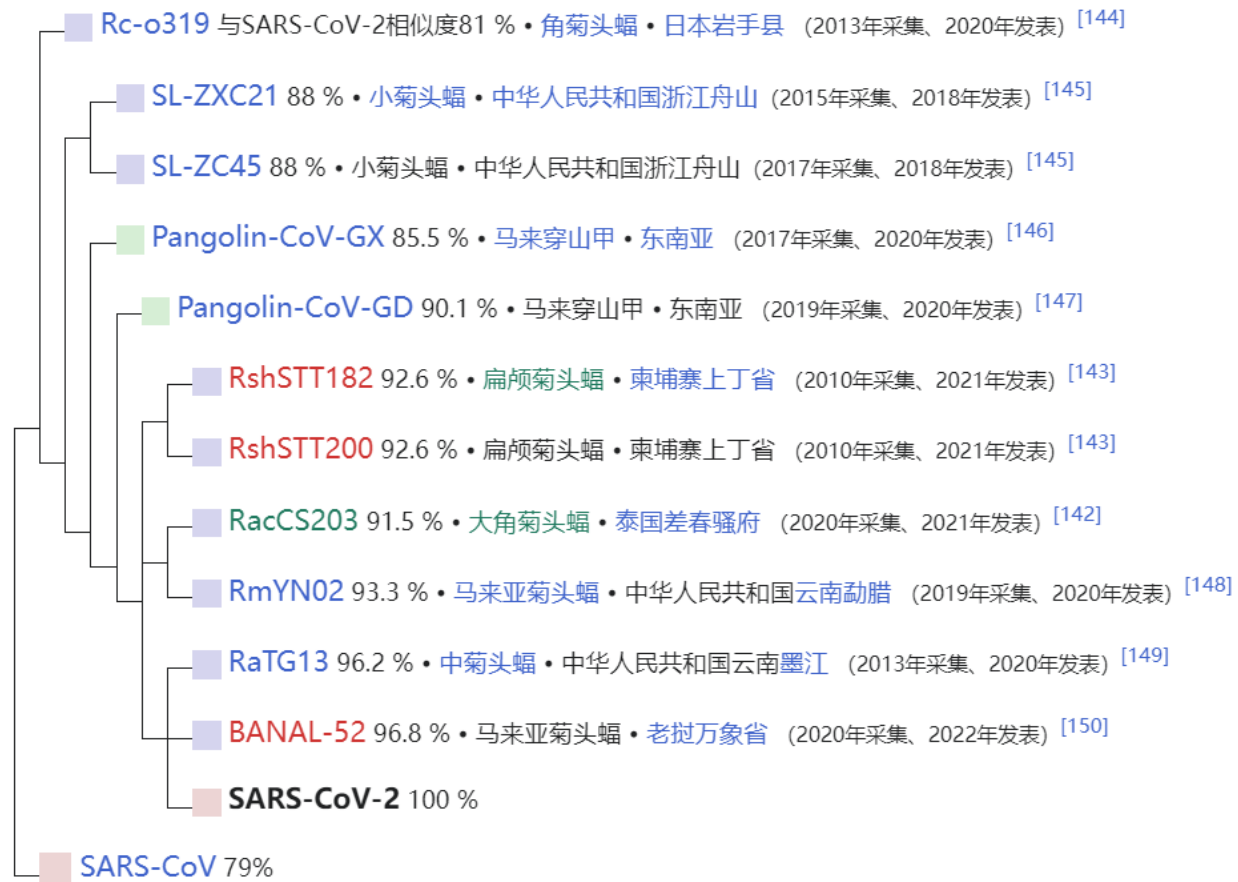 Rc-o319 与SARS-CoV-2相似度81 % • 角菊头蝠 • 日本岩手县 (2013年采集、2020年发表) [144]
SL-ZXC21 88 % • 小菊头蝠 • 中华人民共和国浙江舟山 (2015年采集、2018年发表) [145]
SL-ZC45 88 % • 小菊头蝠 • 中华人民共和国浙江舟山 (2017年采集、2018年发表) [145]
Pangolin-CoV-GX 85.5 % • 马来穿山甲 • 东南亚 (2017年采集、2020年发表) [146]
Pangolin-CoV-GD 90.1 % • 马来穿山甲 • 东南亚 (2019年采集、2020年发表) [147]
RshSTT182 92.6 % • 扁颅菊头蝠 • 柬埔寨上丁省 (2010年采集、2021年发表) [143]
RshSTT200 92.6 % • 扁颅菊头蝠 • 柬埔寨上丁省 (2010年采集、2021年发表) [143]
RacCS203 91.5 % • 大角菊头蝠 • 泰国差春骚府 (2020年采集、2021年发表) [142]
RmYN02 93.3 % • 马来亚菊头蝠 • 中华人民共和国云南勐腊 (2019年采集、2020年发表) [148]
RaTG13 96.2 % • 中菊头蝠 • 中华人民共和国云南墨江 (2013年采集、2020年发表) [149]
BANAL-52 96.8 % • 马来亚菊头蝠 • 老挝万象省 (2020年采集、2022年发表) [150]
SARS-CoV-2 100 %
SARS-CoV 79%